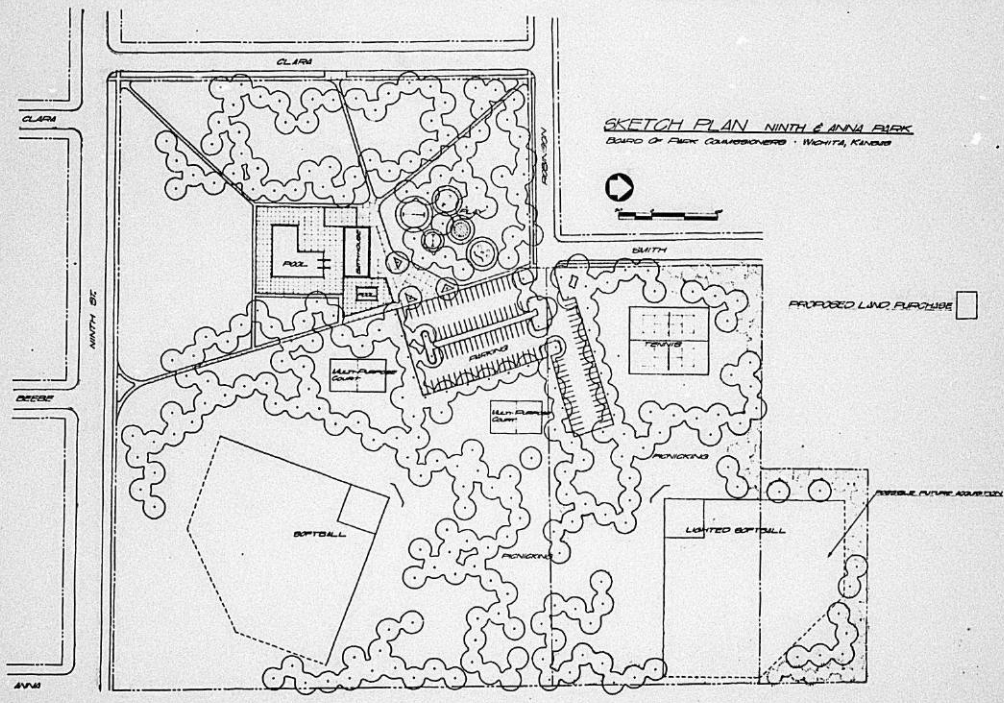 CLARA
CLARA
SKETCH PLAN NINTH & ANNA PARK
BOARD OF PARK COMMISSIONERS · WICHITA, KANSAS
ROBINSON
SMITH
PLAY
POOL
BATHHOUSE
POOL
PROPOSED LAND PURCHASE
NINTH ST.
PARKING
TENNIS
MULTI-PURPOSE
COURT
BEEBE
MULTI-PURPOSE
COURT
PICNICKING
POSSIBLE FUTURE ACQUISITION
SOFTBALL
LIGHTED SOFTBALL
PICNICKING
ANNA